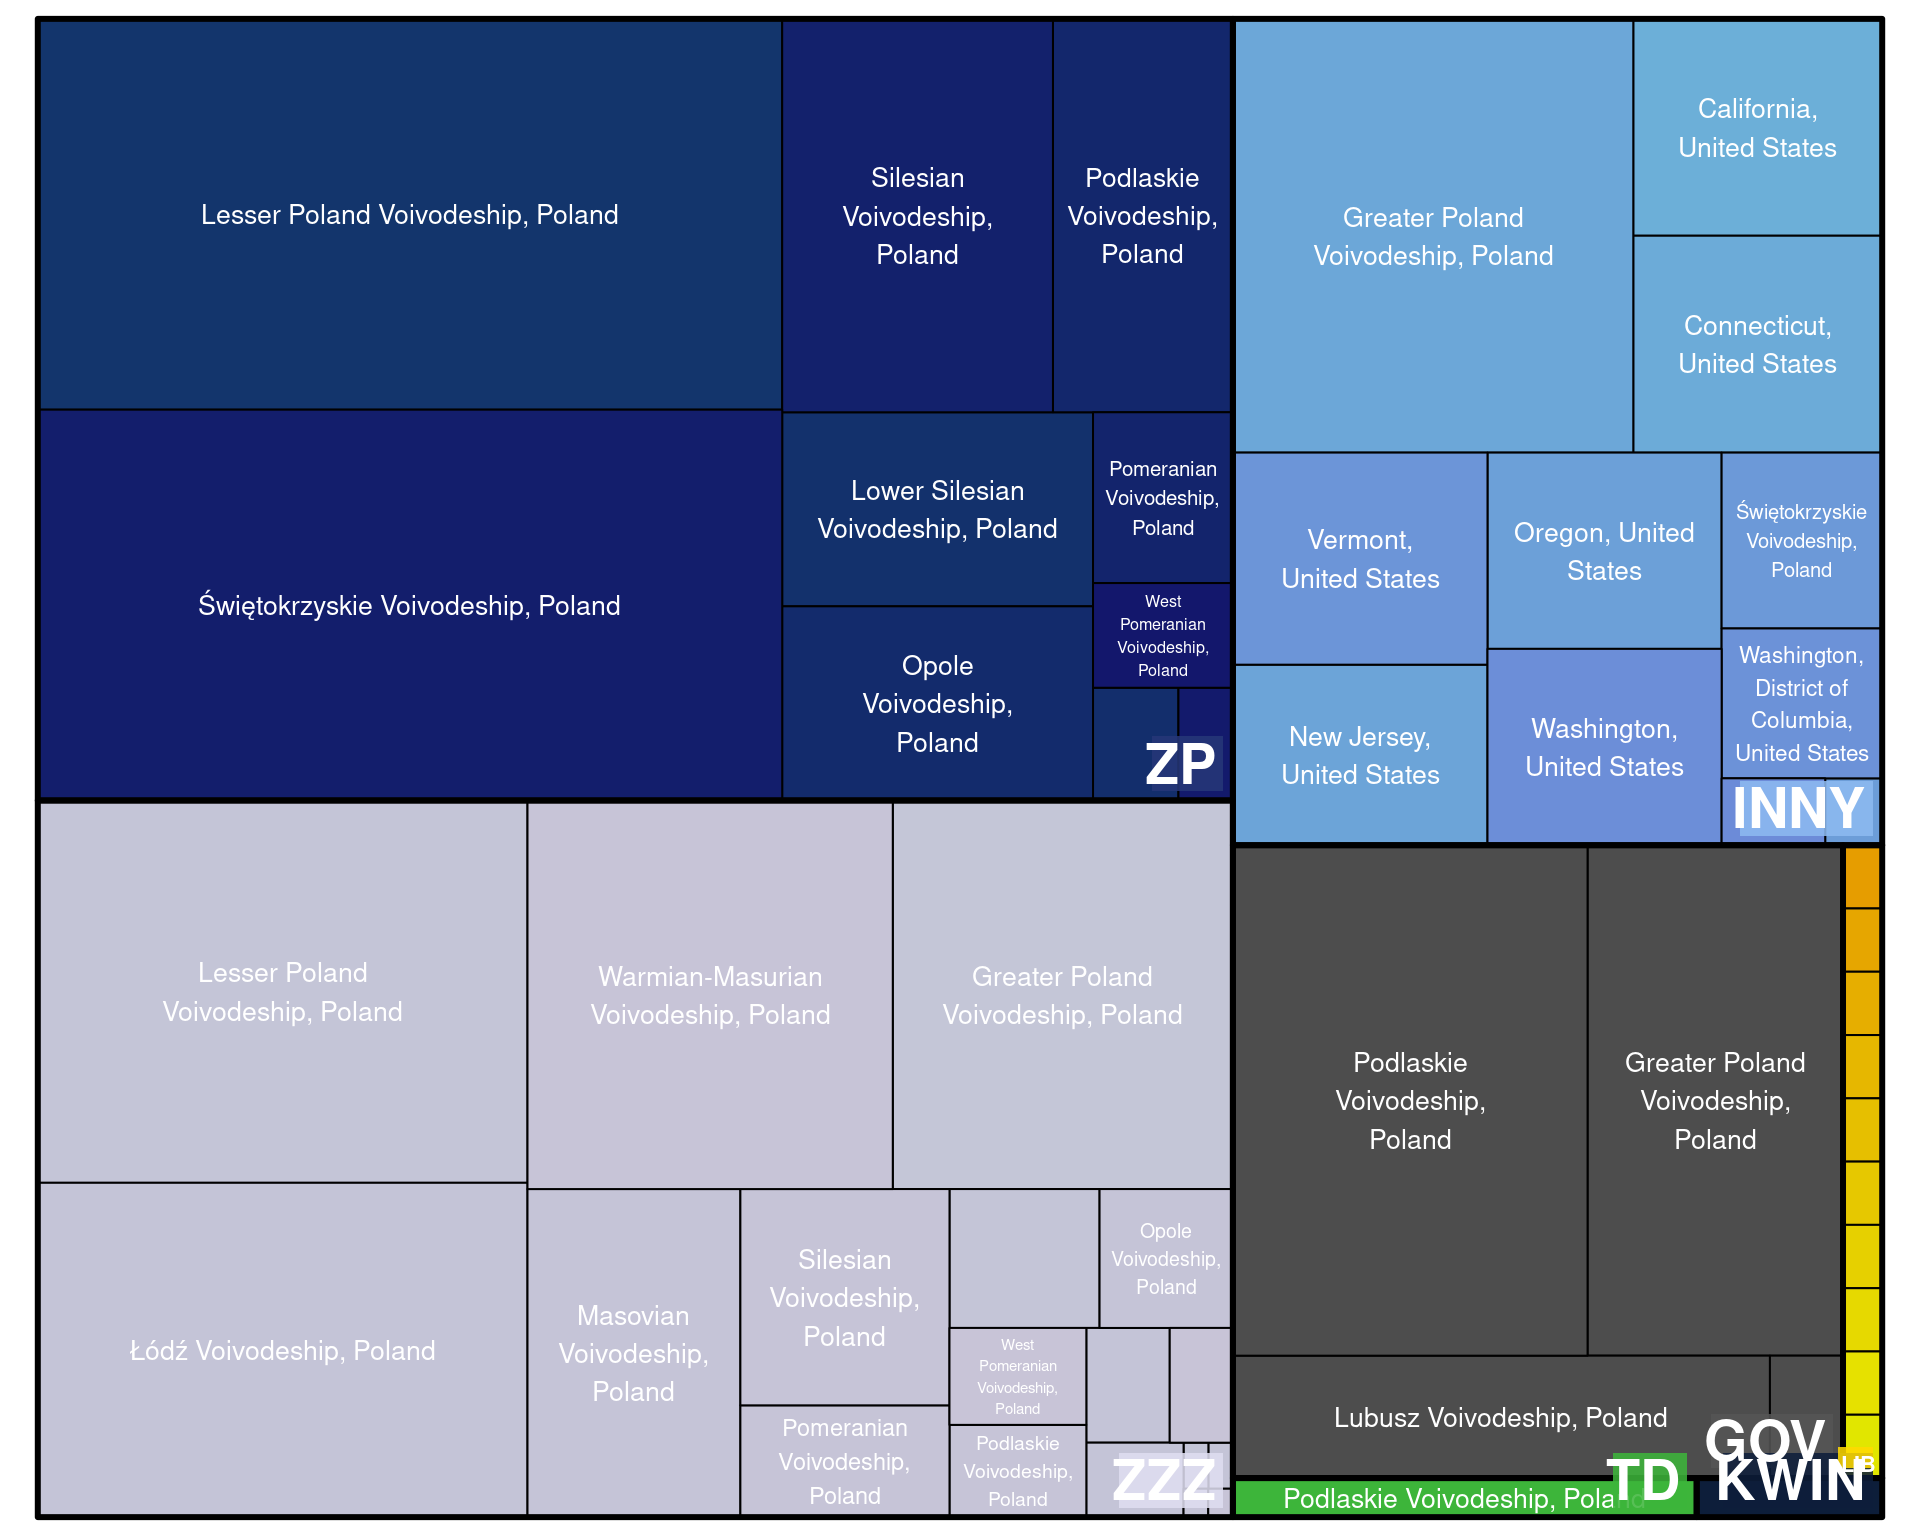 Lesser Poland Voivodeship, Poland
Silesian
Voivodeship,
Poland
Podlaskie
Voivodeship,
Poland
Świętokrzyskie Voivodeship, Poland
Lower Silesian
Voivodeship, Poland
Pomeranian
Voivodeship,
Poland
West
Pomeranian
Voivodeship,
Poland
Opole
Voivodeship,
Poland
ZP
Greater Poland
Voivodeship, Poland
California,
United States
Connecticut,
United States
Vermont,
United States
Oregon, United
States
Świętokrzyskie
Voivodeship,
Poland
New Jersey,
United States
Washington,
United States
Washington,
District of
Columbia,
United States
INNY
Lesser Poland
Voivodeship, Poland
Warmian-Masurian
Voivodeship, Poland
Greater Poland
Voivodeship, Poland
Łódź Voivodeship, Poland
Masovian
Voivodeship,
Poland
Silesian
Voivodeship,
Poland
Pomeranian
Voivodeship,
Poland
Opole
Voivodeship,
Poland
West
Pomeranian
Voivodeship,
Poland
Podlaskie
Voivodeship,
Poland
ZZZ
Podlaskie
Voivodeship,
Poland
Greater Poland
Voivodeship,
Poland
Lubusz Voivodeship, Poland
GOV
LIB
Podlaskie Voivodeship, Poland
TD
KWIN